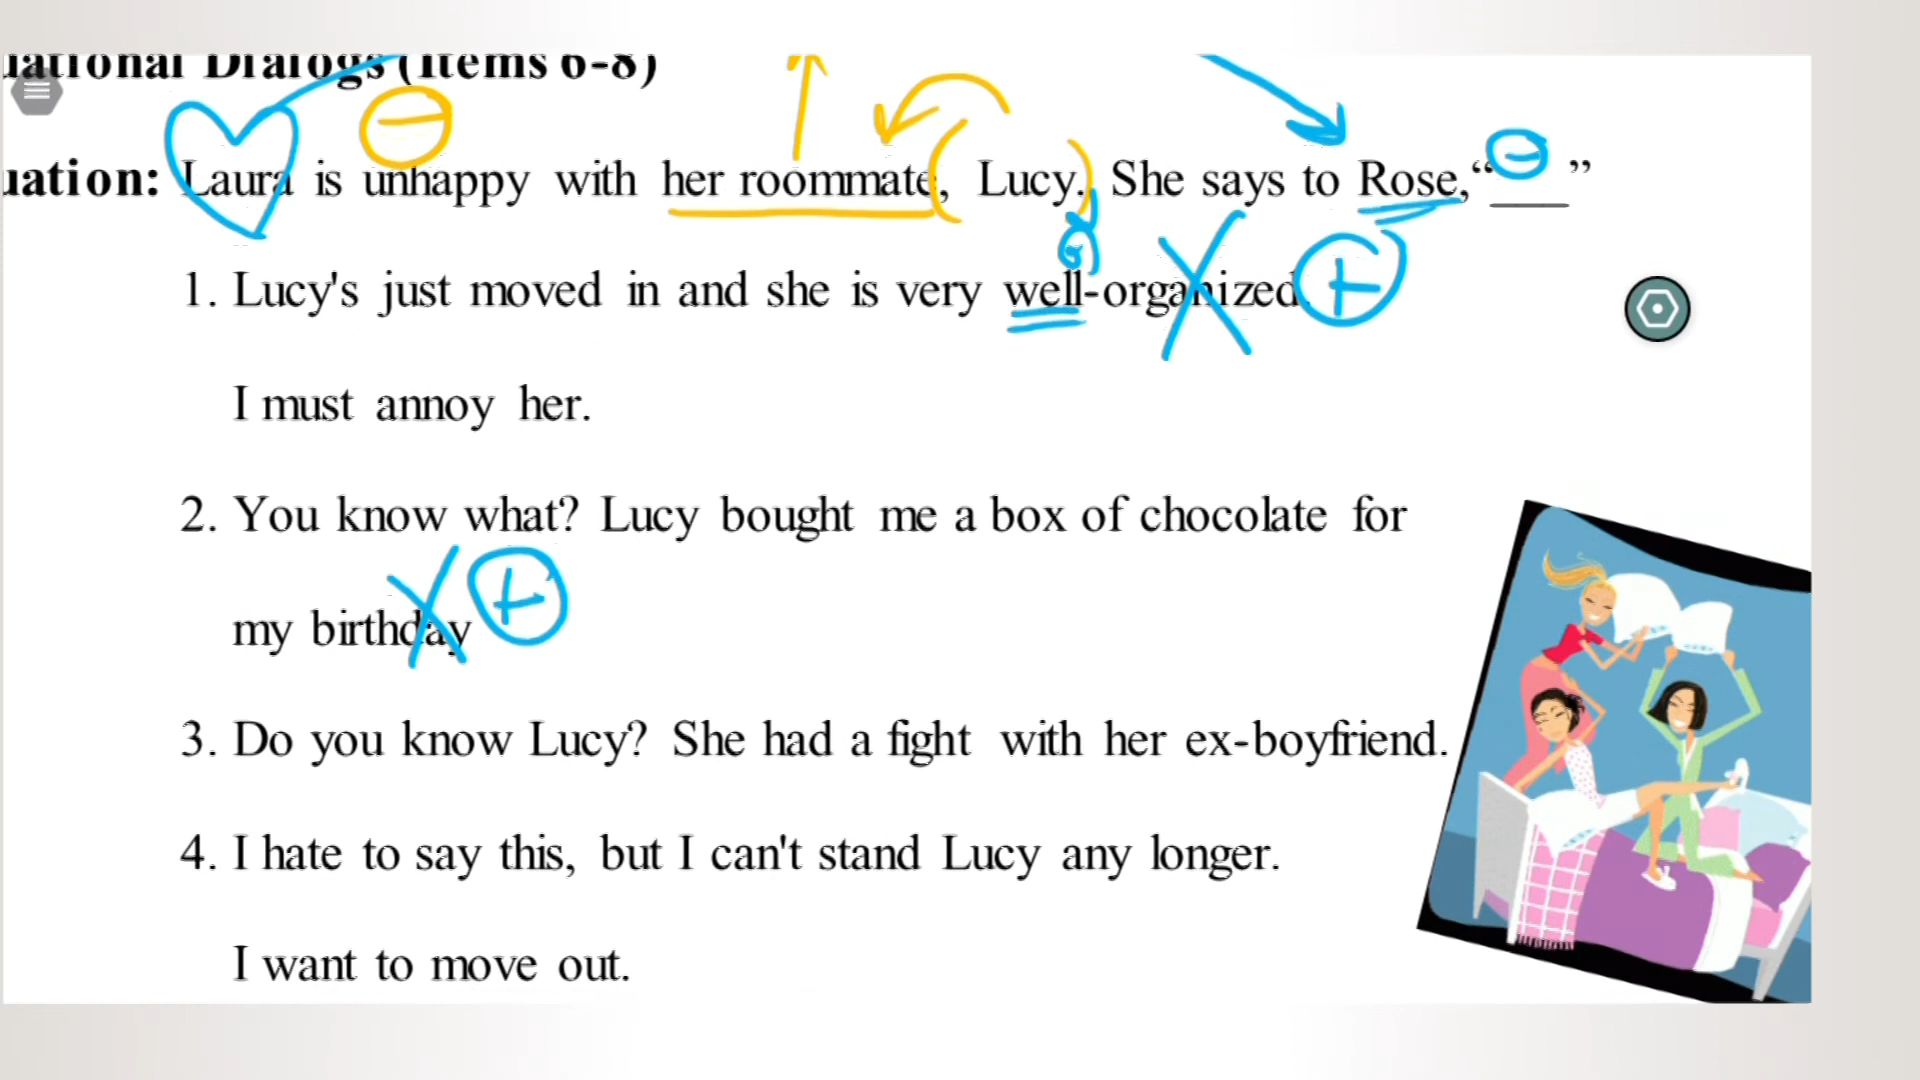 (Items 6-8)
Laura is unhappy with her roommate, Lucy. She says to Rose,“ ___ ”
1. Lucy's just moved in and she is very well-organized.
I must annoy her.
2. You know what? Lucy bought me a box of chocolate for
my birthday
3. Do you know Lucy? She had a fight with her ex-boyfriend.
4. I hate to say this, but I can't stand Lucy any longer.
I want to move out.